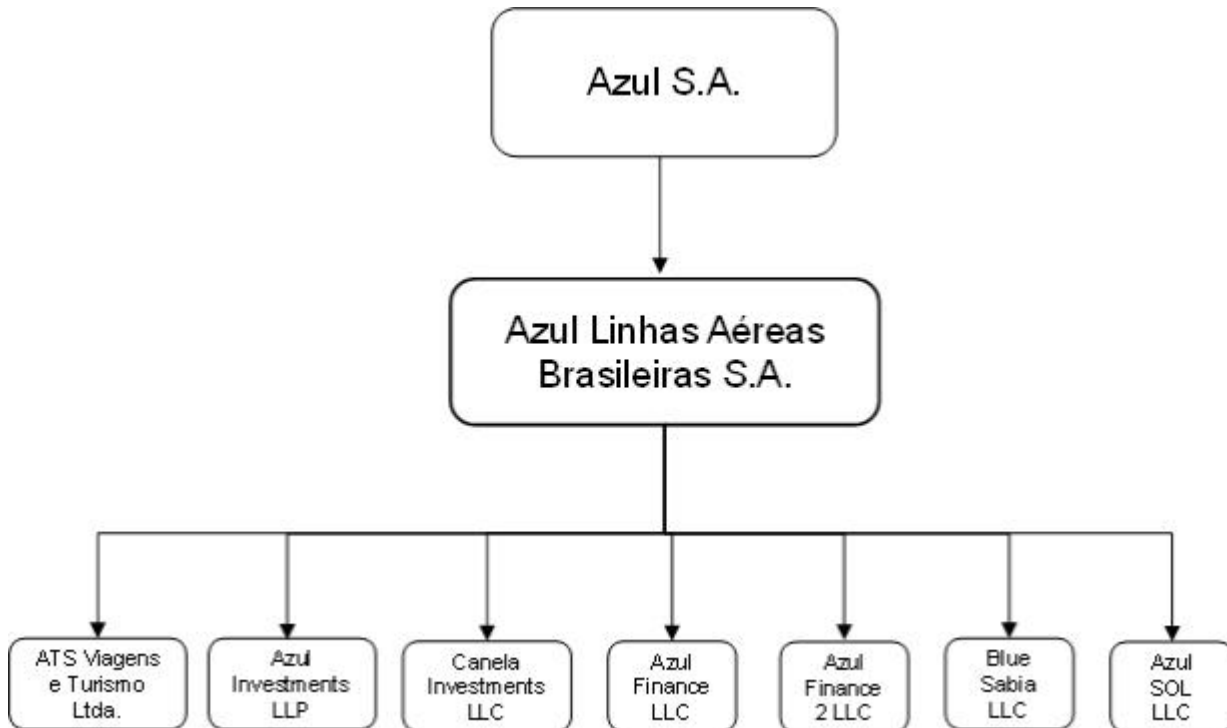 Azul S.A.
Azul Linhas Aéreas
Brasileiras S.A.
ATS Viagens
e Turismo
Ltda.
Azul
Investments
LLP
Canela
Investments
LLC
Azul
Finance
LLC
Azul
Finance
2 LLC
Blue
Sabia
LLC
Azul
SOL
LLC